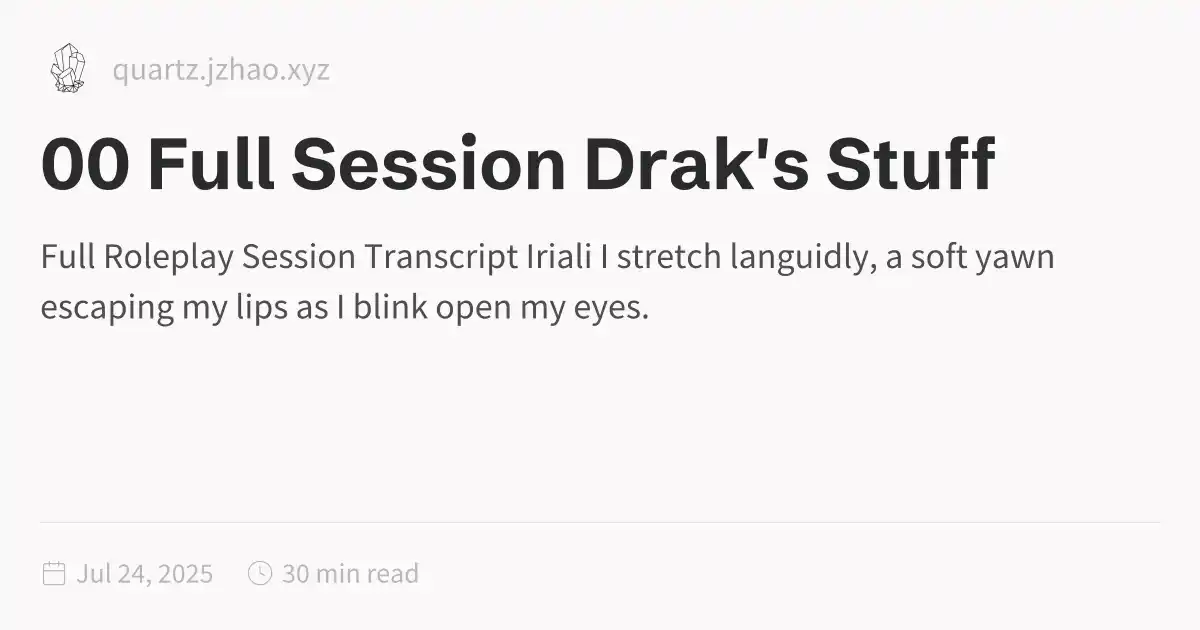 quartz.jzhao.xyz
00 Full Session Drak's Stuff
Full Roleplay Session Transcript Iriali I stretch languidly, a soft yawn
escaping my lips as I blink open my eyes.
Jul 24, 2025 30 min read